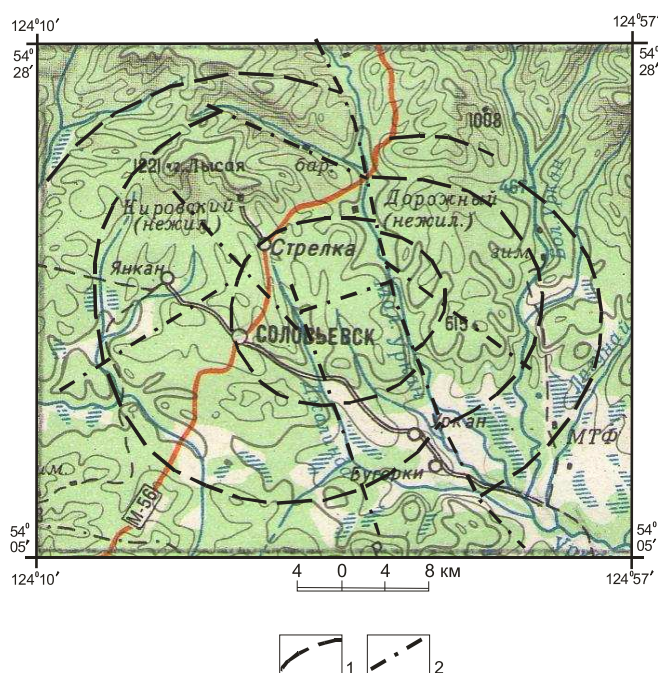 124°10′
124°57′
54°
28′
54°
28′
1008
1221 г.Лысая
бар.
Кировский
(нежил.)
Дорожный
(нежил.)
Стрелка
зим.
Янкан
615
СОЛОВЬЕВСК
Уркан
МТФ
Бугорки
М-56
54°
05′
54°
05′
124°10′
124°57′
4 0 4 8 км
1
2